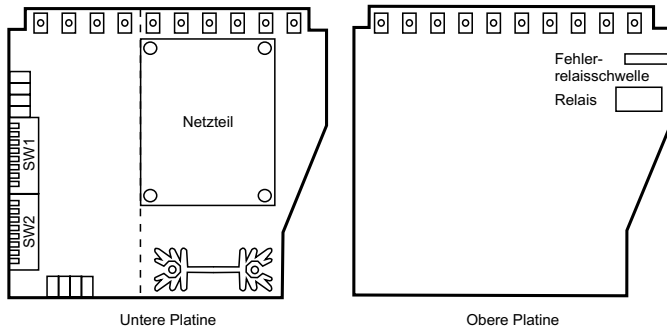 Netzteil
SW1
SW2
Untere Platine
Fehler-
relaisschwelle
Relais
Obere Platine